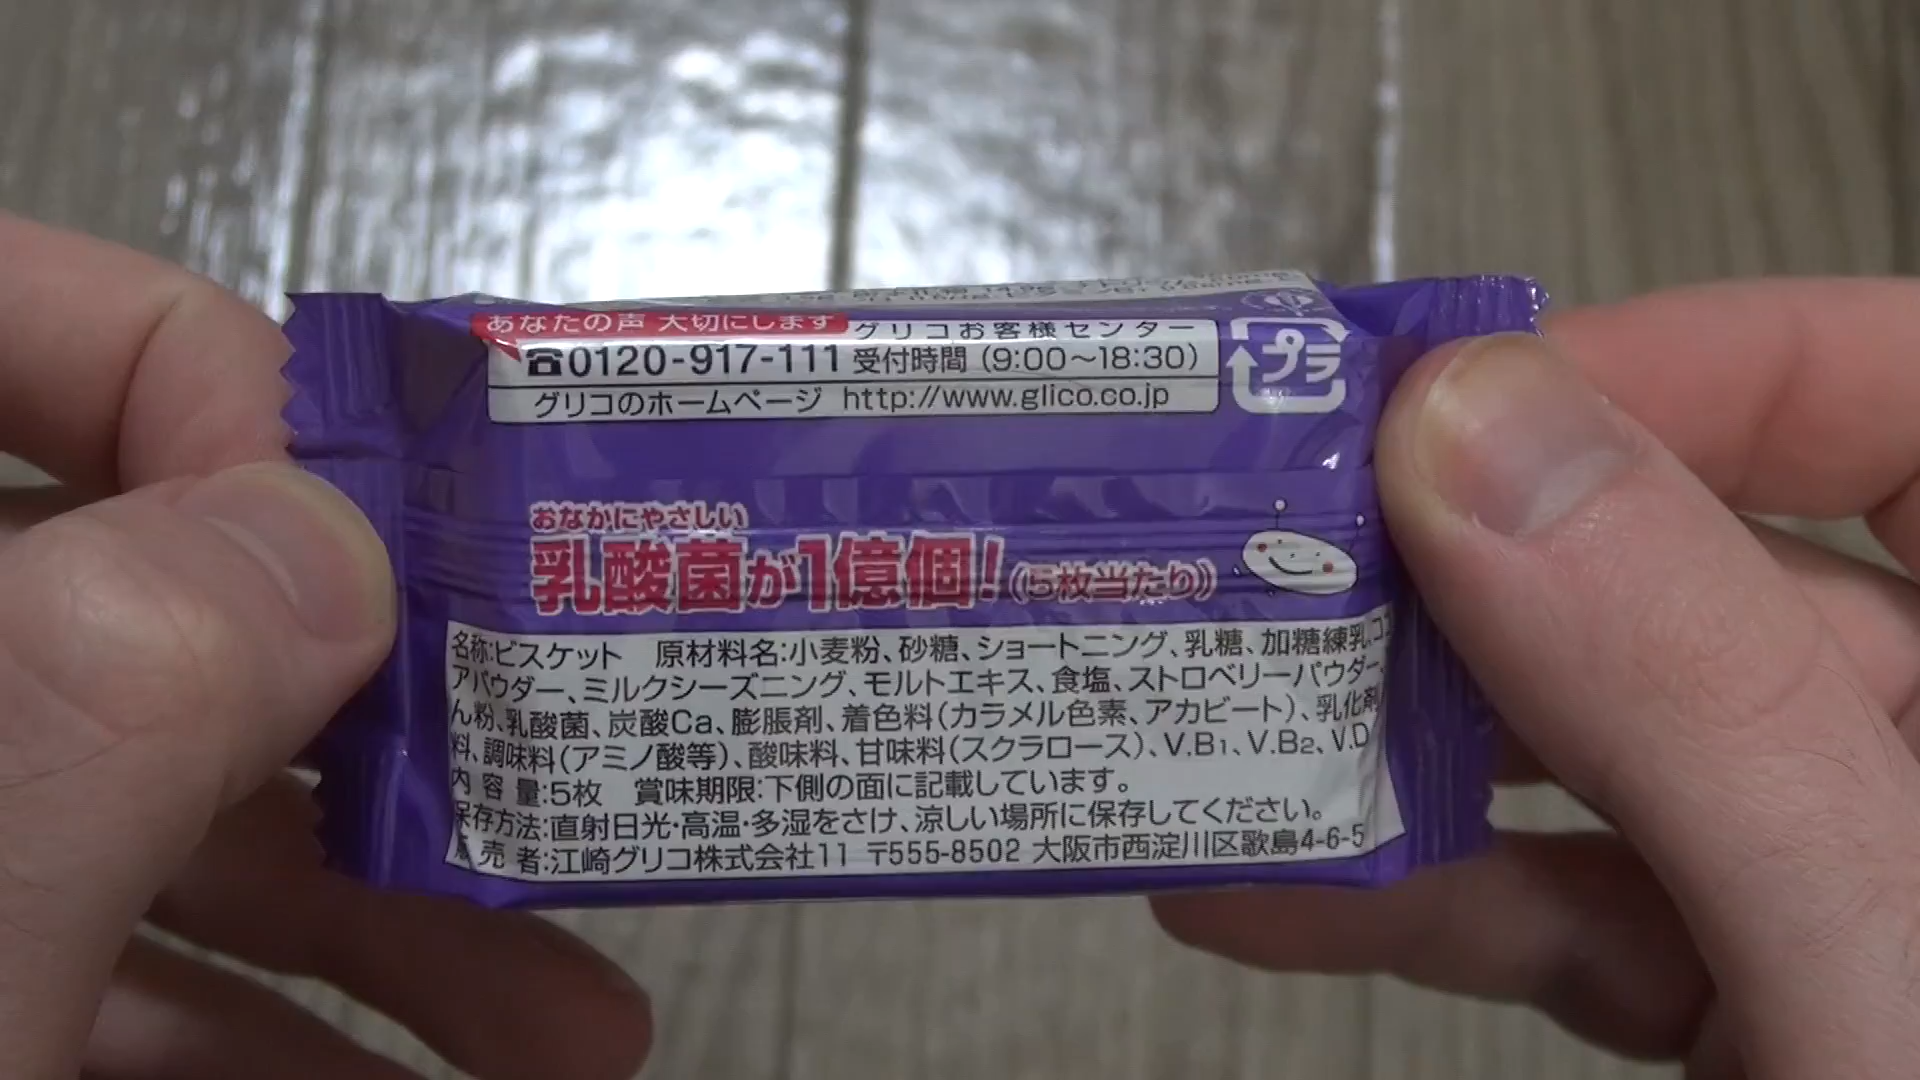 あなたの声 大切にします
グリコお客様センター
☎0120-917-111 受付時間(9:00〜18:30)
グリコのホームページ http://www.glico.co.jp
プラ
おなかにやさしい
乳酸菌が1億個!(5枚当たり)
名称:ビスケット 原材料名:小麦粉、砂糖、ショートニング、乳糖、加糖練乳、ココ
アパウダー、ミルクシーズニング、モルトエキス、食塩、ストロベリーパウダー、
ん粉、乳酸菌、炭酸Ca、膨脹剤、着色料(カラメル色素、アカビート)、乳化剤
料、調味料(アミノ酸等)、酸味料、甘味料(スクラロース)、V.B1、V.B2、V.D
内容量:5枚 賞味期限:下側の面に記載しています。
保存方法:直射日光・高温・多湿をさけ、涼しい場所に保存してください。
売者:江崎グリコ株式会社11 〒555-8502 大阪市西淀川区歌島4-6-5